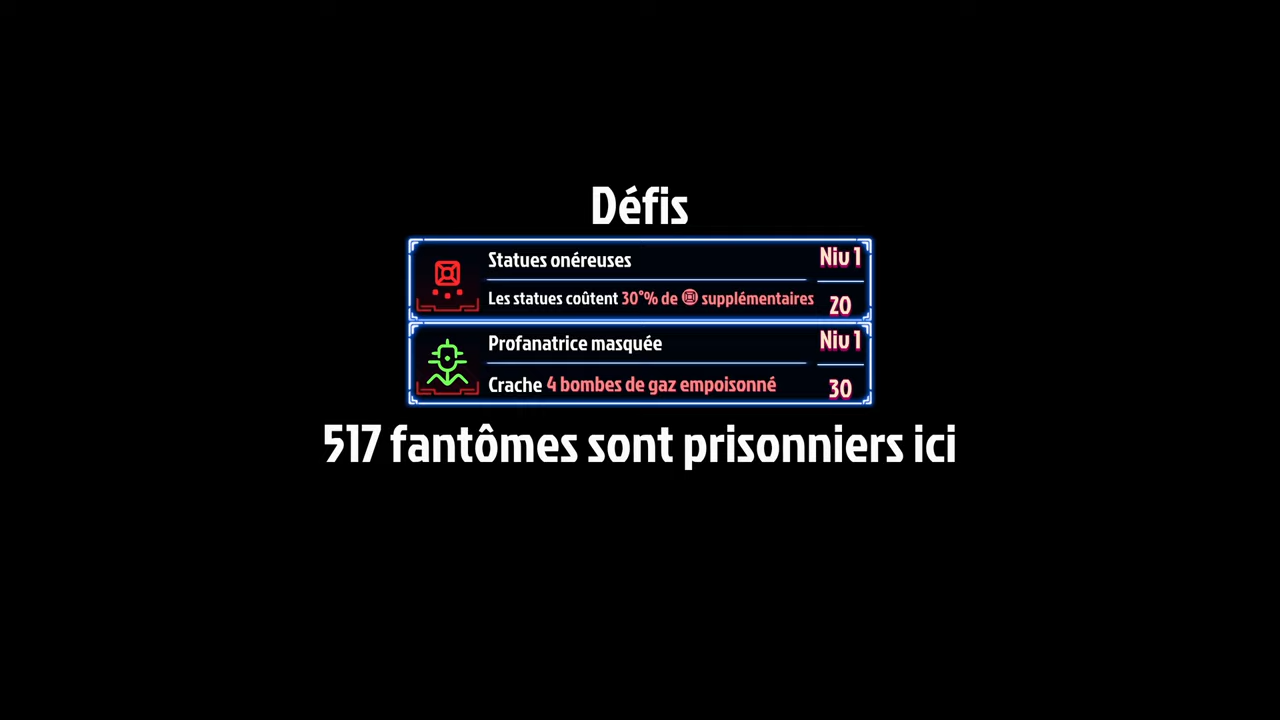 Défis
Statues onéreuses
Niv 1
Les statues coûtent 30°% de supplémentaires
20
Profanatrice masquée
Niv 1
Crache 4 bombes de gaz empoisonné
30
517 fantômes sont prisonniers ici